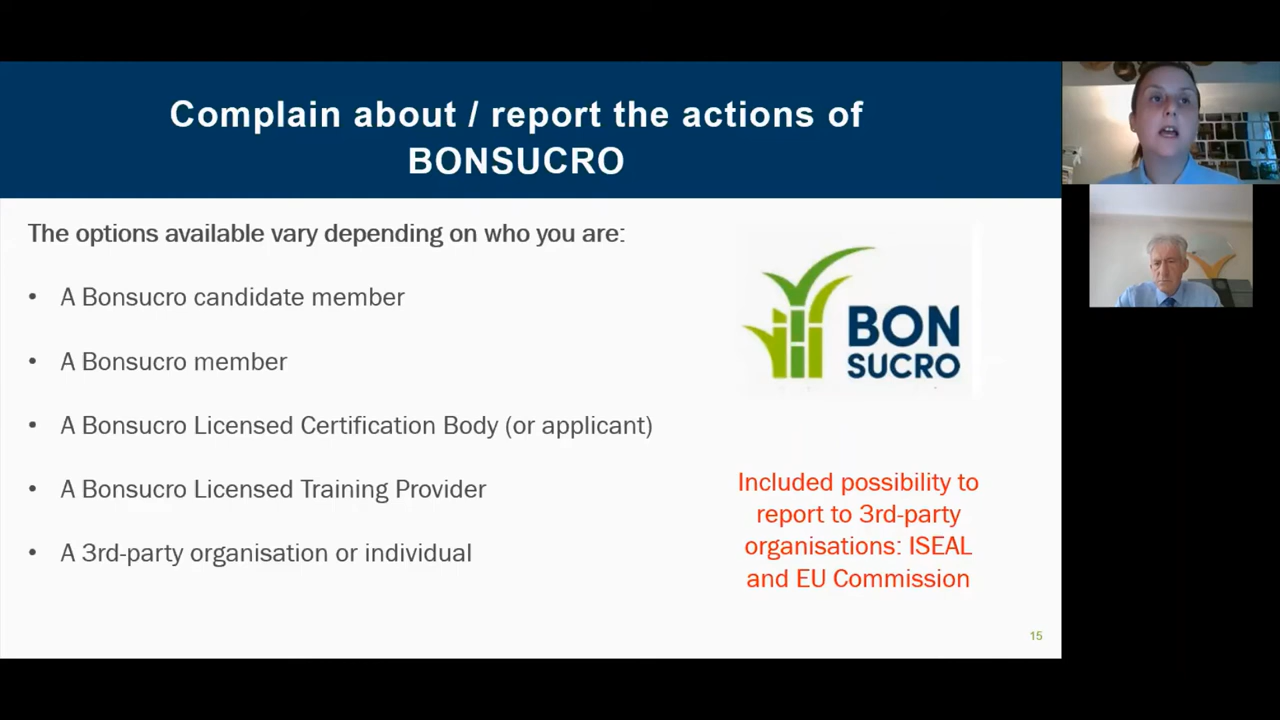 Complain about / report the actions of
BONSUCRO
The options available vary depending on who you are:
• A Bonsucro candidate member
• A Bonsucro member
• A Bonsucro Licensed Certification Body (or applicant)
• A Bonsucro Licensed Training Provider
• A 3rd-party organisation or individual
BON
SUCRO
Included possibility to
report to 3rd-party
organisations: ISEAL
and EU Commission
15